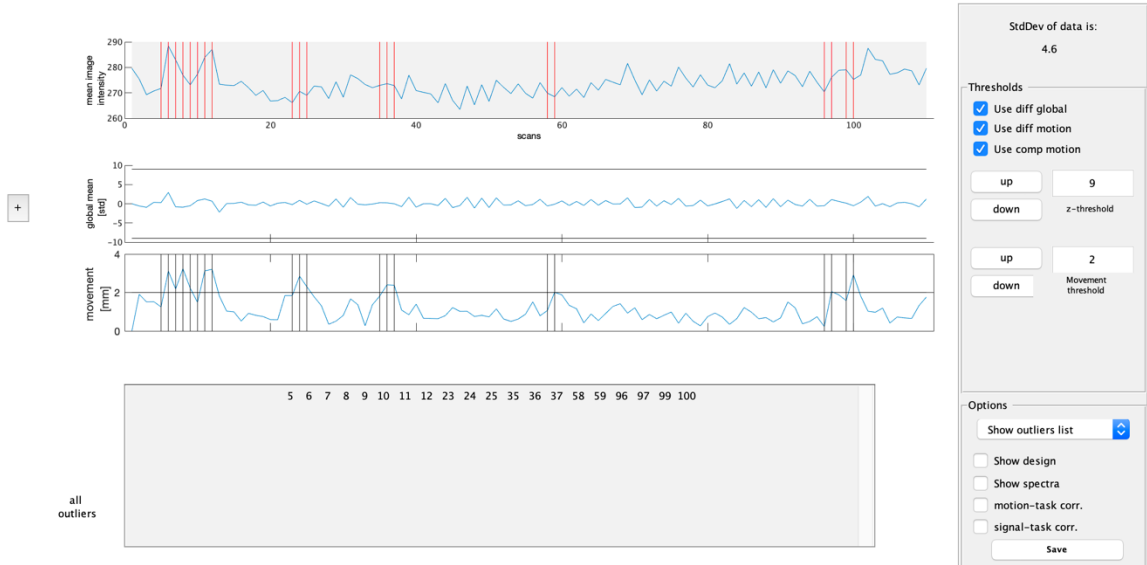 StdDev of data is:
4.6
290
280
270
260
mean image
intensity
0 20 40 60 80 100
scans
10
5
0
-5
-10
global mean
[std]
+
4
2
0
movement
[mm]
5 6 7 8 9 10 11 12 23 24 25 35 36 37 58 59 96 97 99 100
all
outliers
Thresholds
Use diff global
Use diff motion
Use comp motion
up 9
down z-threshold
up 2
down Movement
threshold
Options
Show outliers list
Show design
Show spectra
motion-task corr.
signal-task corr.
Save